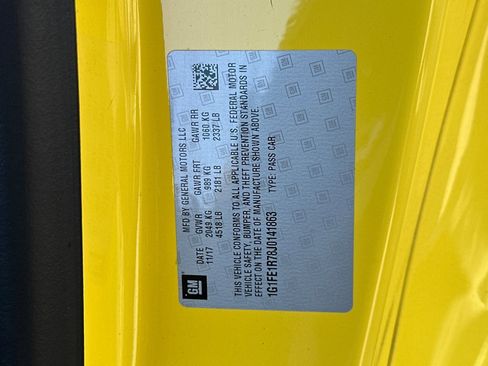 MFD BY GENERAL MOTORS LLC
DATE GVWR GAWR FRT GAWR RR
11/17 2049 KG 989 KG 1060 KG
4518 LB 2181 LB 2337 LB
THIS VEHICLE CONFORMS TO ALL APPLICABLE U.S. FEDERAL MOTOR
VEHICLE SAFETY, BUMPER, AND THEFT PREVENTION STANDARDS IN
EFFECT ON THE DATE OF MANUFACTURE SHOWN ABOVE.
1G1FE1R78J0141863 TYPE: PASS CAR
GM